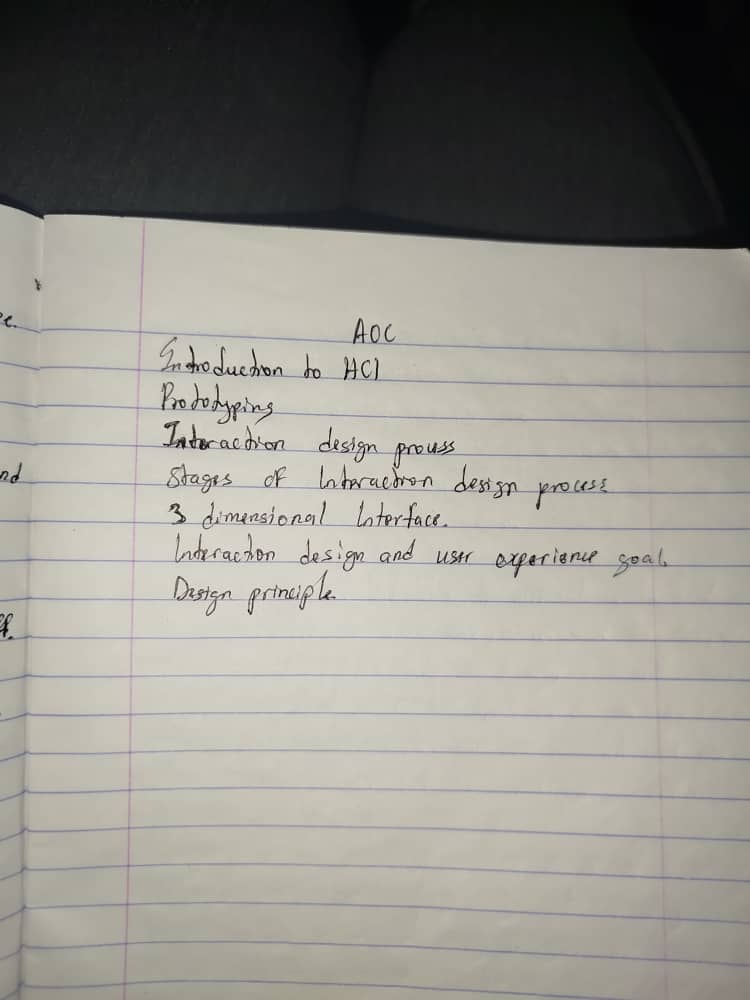 AOC
Introduction to HCI
Prototyping
Interaction design process
Stages of Interaction design process
3 dimensional Interface.
Interaction design and user experience goal.
Design principle
nd